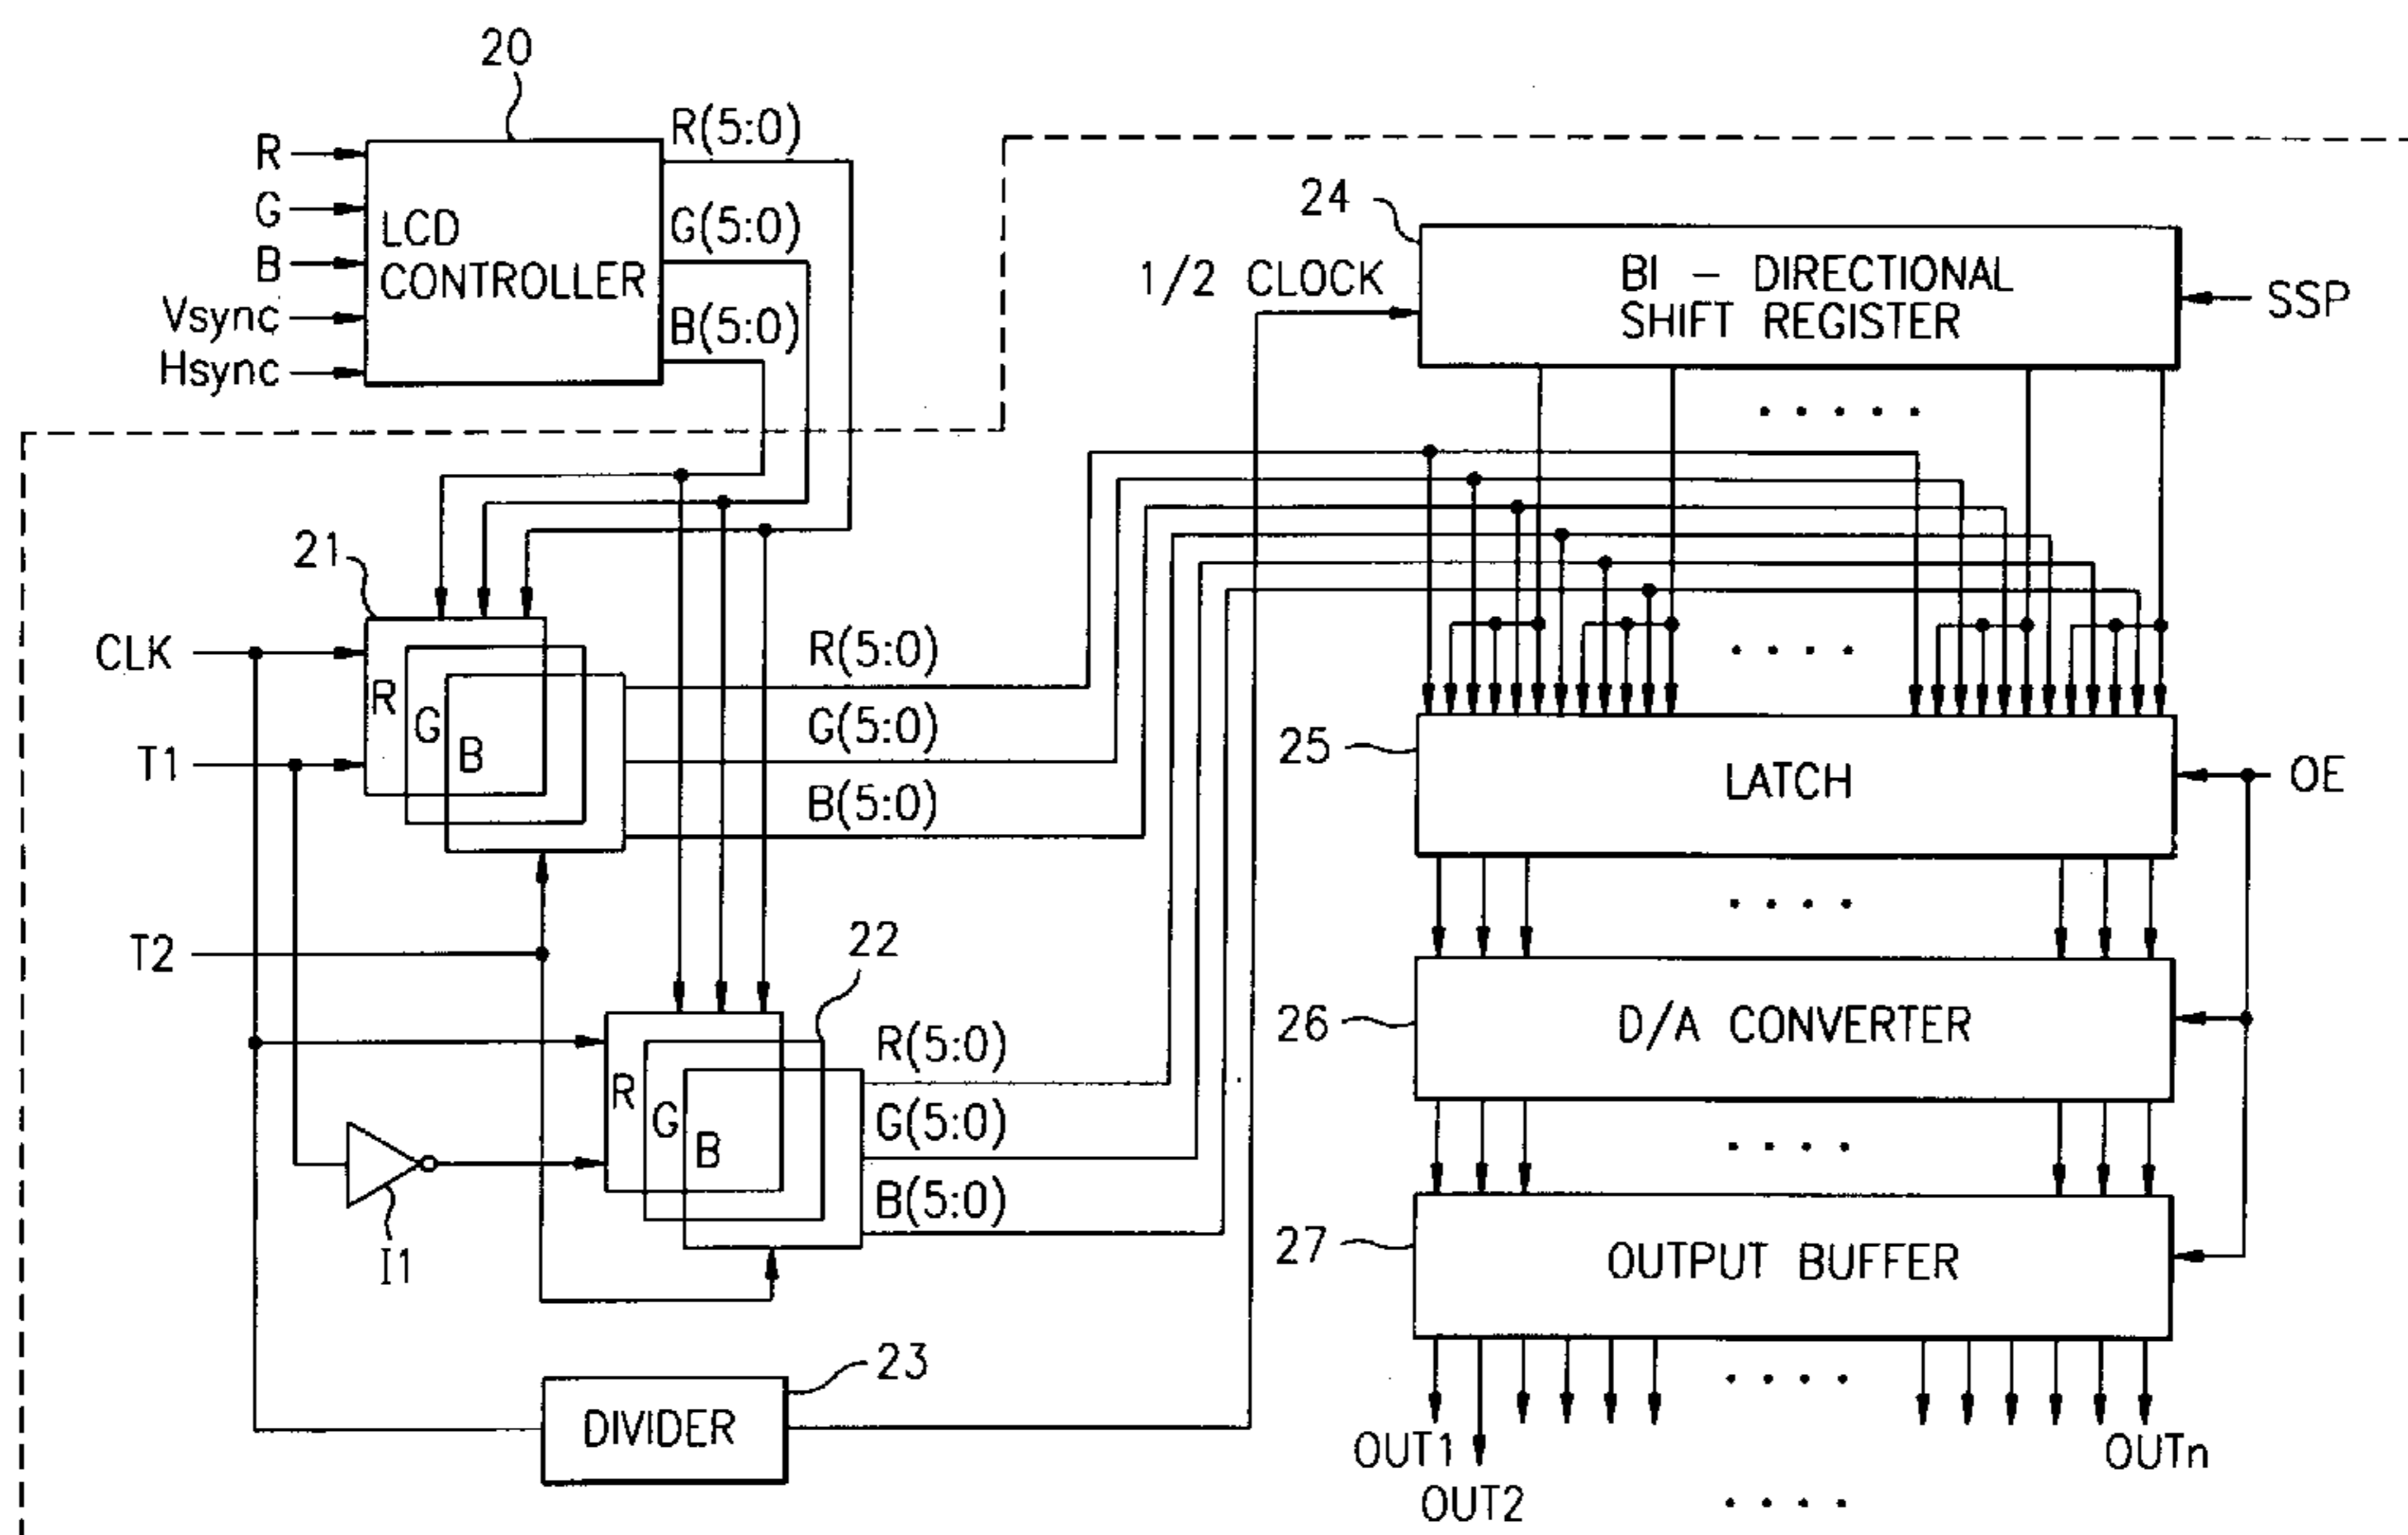 20
R
G
B
Vsync
Hsync
LCD
CONTROLLER
R(5:0)
G(5:0)
B(5:0)
24
1/2 CLOCK
BI - DIRECTIONAL
SHIFT REGISTER
SSP
21
CLK
T1
R
G
B
R(5:0)
G(5:0)
B(5:0)
25
LATCH
OE
T2
22
R
G
B
R(5:0)
G(5:0)
B(5:0)
I1
26
D/A CONVERTER
27
OUTPUT BUFFER
23
DIVIDER
OUT1
OUT2
OUTn